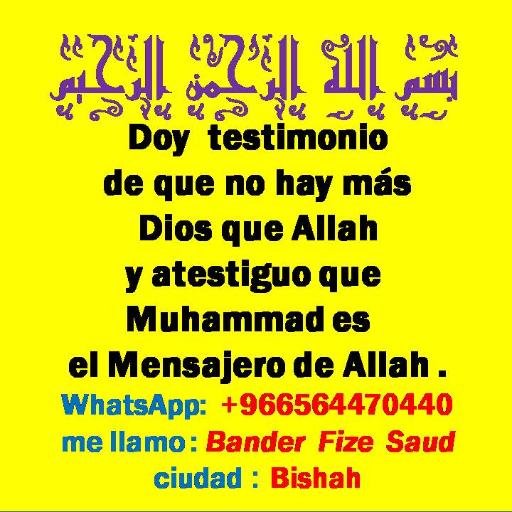 بسم الله الرحمن الرحيم
Doy testimonio
de que no hay más
Dios que Allah
y atestiguo que
Muhammad es
el Mensajero de Allah .
WhatsApp: +966564470440
me llamo : Bander Fize Saud
ciudad : Bishah